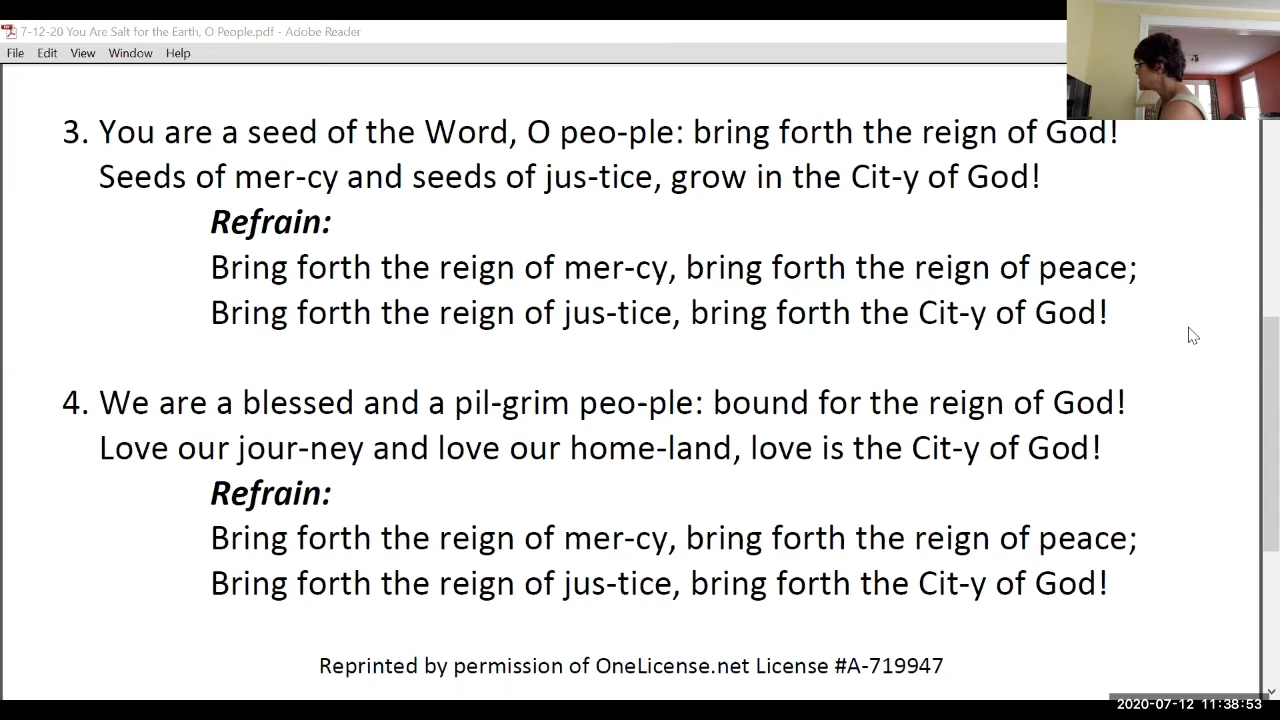 7-12-20 You Are Salt for the Earth, O People.pdf - Adobe Reader
File Edit View Window Help
3. You are a seed of the Word, O peo-ple: bring forth the reign of God!
Seeds of mer-cy and seeds of jus-tice, grow in the Cit-y of God!
Refrain:
Bring forth the reign of mer-cy, bring forth the reign of peace;
Bring forth the reign of jus-tice, bring forth the Cit-y of God!
4. We are a blessed and a pil-grim peo-ple: bound for the reign of God!
Love our jour-ney and love our home-land, love is the Cit-y of God!
Refrain:
Bring forth the reign of mer-cy, bring forth the reign of peace;
Bring forth the reign of jus-tice, bring forth the Cit-y of God!
Reprinted by permission of OneLicense.net License #A-719947
2020-07-12 11:38:53